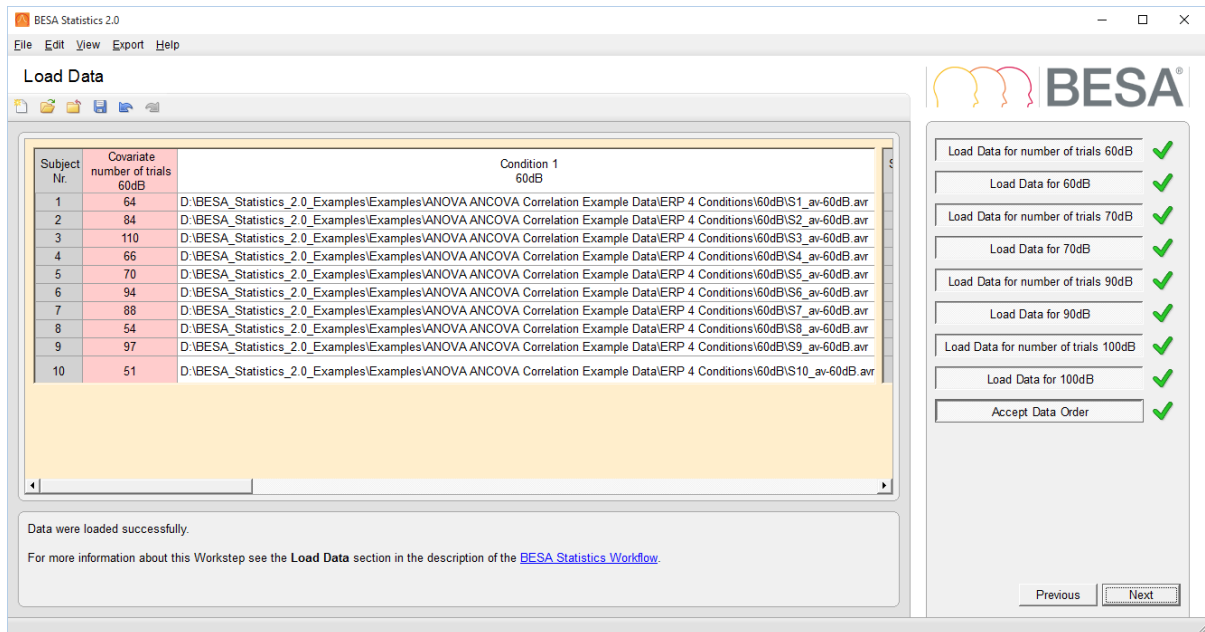 BESA Statistics 2.0
File Edit View Export Help
Load Data
BESA®
Subject Nr. Covariate number of trials 60dB Condition 1 60dB S
1 64 D:\BESA_Statistics_2.0_Examples\Examples\ANOVA ANCOVA Correlation Example Data\ERP 4 Conditions\60dB\S1_av-60dB.avr
2 84 D:\BESA_Statistics_2.0_Examples\Examples\ANOVA ANCOVA Correlation Example Data\ERP 4 Conditions\60dB\S2_av-60dB.avr
3 110 D:\BESA_Statistics_2.0_Examples\Examples\ANOVA ANCOVA Correlation Example Data\ERP 4 Conditions\60dB\S3_av-60dB.avr
4 66 D:\BESA_Statistics_2.0_Examples\Examples\ANOVA ANCOVA Correlation Example Data\ERP 4 Conditions\60dB\S4_av-60dB.avr
5 70 D:\BESA_Statistics_2.0_Examples\Examples\ANOVA ANCOVA Correlation Example Data\ERP 4 Conditions\60dB\S5_av-60dB.avr
6 94 D:\BESA_Statistics_2.0_Examples\Examples\ANOVA ANCOVA Correlation Example Data\ERP 4 Conditions\60dB\S6_av-60dB.avr
7 88 D:\BESA_Statistics_2.0_Examples\Examples\ANOVA ANCOVA Correlation Example Data\ERP 4 Conditions\60dB\S7_av-60dB.avr
8 54 D:\BESA_Statistics_2.0_Examples\Examples\ANOVA ANCOVA Correlation Example Data\ERP 4 Conditions\60dB\S8_av-60dB.avr
9 97 D:\BESA_Statistics_2.0_Examples\Examples\ANOVA ANCOVA Correlation Example Data\ERP 4 Conditions\60dB\S9_av-60dB.avr
10 51 D:\BESA_Statistics_2.0_Examples\Examples\ANOVA ANCOVA Correlation Example Data\ERP 4 Conditions\60dB\S10_av-60dB.avr
Data were loaded successfully.
For more information about this Workstep see the Load Data section in the description of the BESA Statistics Workflow.
Load Data for number of trials 60dB
Load Data for 60dB
Load Data for number of trials 70dB
Load Data for 70dB
Load Data for number of trials 90dB
Load Data for 90dB
Load Data for number of trials 100dB
Load Data for 100dB
Accept Data Order
Previous Next